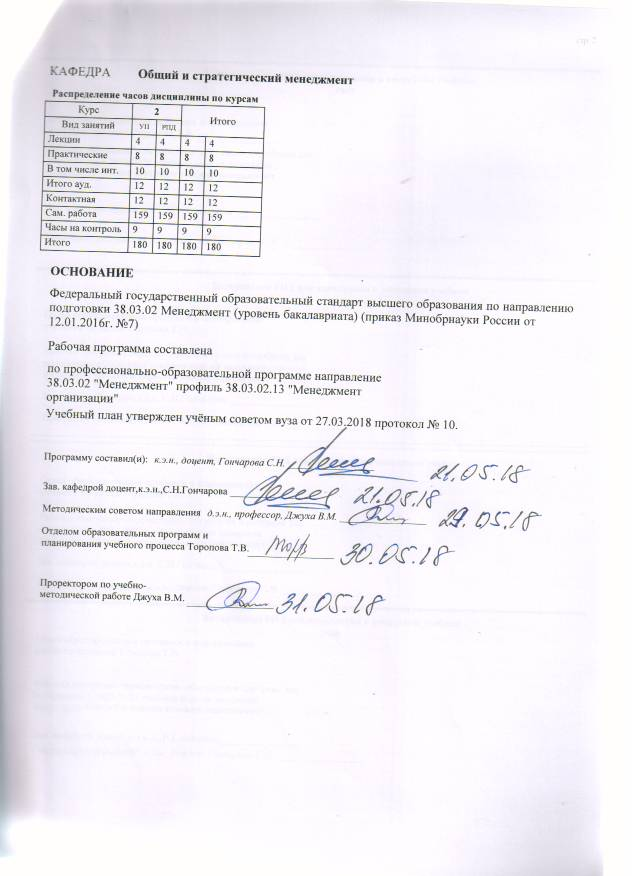 стр. 2
КАФЕДРА Общий и стратегический менеджмент
Распределение часов дисциплины по курсам
Курс 2 Итого
Вид занятий УП РПД
Лекции 4 4 4 4
Практические 8 8 8 8
В том числе инт. 10 10 10 10
Итого ауд. 12 12 12 12
Контактная 12 12 12 12
Сам. работа 159 159 159 159
Часы на контроль 9 9 9 9
Итого 180 180 180 180
ОСНОВАНИЕ
Федеральный государственный образовательный стандарт высшего образования по направлению
подготовки 38.03.02 Менеджмент (уровень бакалавриата) (приказ Минобрнауки России от
12.01.2016г. №7)
Рабочая программа составлена
по профессионально-образовательной программе направление
38.03.02 "Менеджмент" профиль 38.03.02.13 "Менеджмент
организации"
Учебный план утвержден учёным советом вуза от 27.03.2018 протокол № 10.
Программу составил(и): к.э.н., доцент, Гончарова С.Н. 21.05.18
Зав. кафедрой доцент,к.э.н.,С.Н.Гончарова 21.05.18
Методическим советом направления д.э.н., профессор, Джуха В.М. 29.05.18
Отделом образовательных программ и
планирования учебного процесса Торопова Т.В. 30.05.18
Проректором по учебно-
методической работе Джуха В.М. 31.05.18